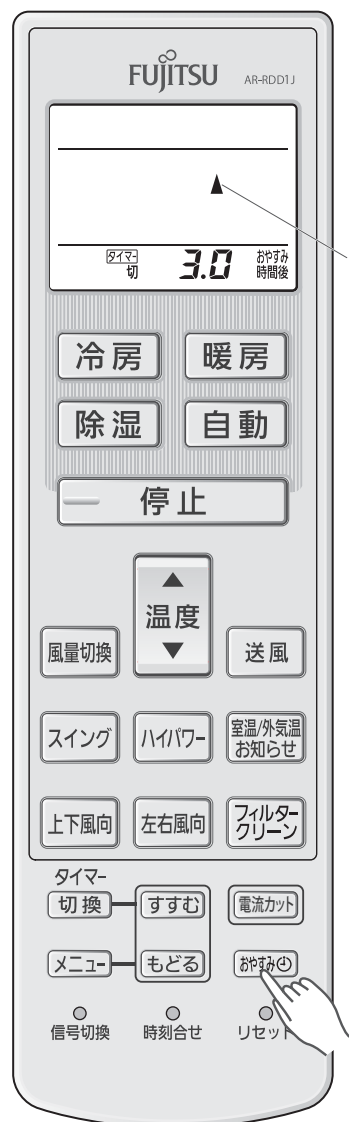 FUJITSU AR-RDD1J
▲
タイマー 切 3.0 おやすみ 時間後
冷房 暖房
除湿 自動
停止
▲
温度
▼
風量切換 送風
スイング ハイパワー 室温/外気温 お知らせ
上下風向 左右風向 フィルター クリーン
タイマー
切換 すすむ 電流カット
メニュー もどる おやすみ
信号切換 時刻合せ リセット